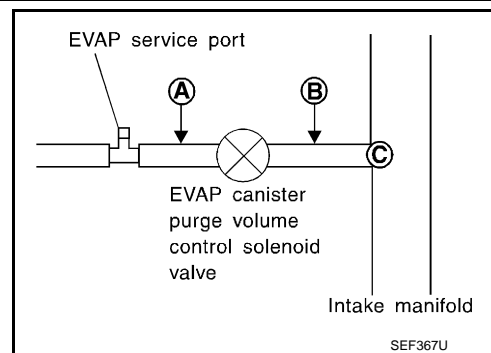 EVAP service port
A
B
C
EVAP canister
purge volume
control solenoid
valve
Intake manifold
SEF367U